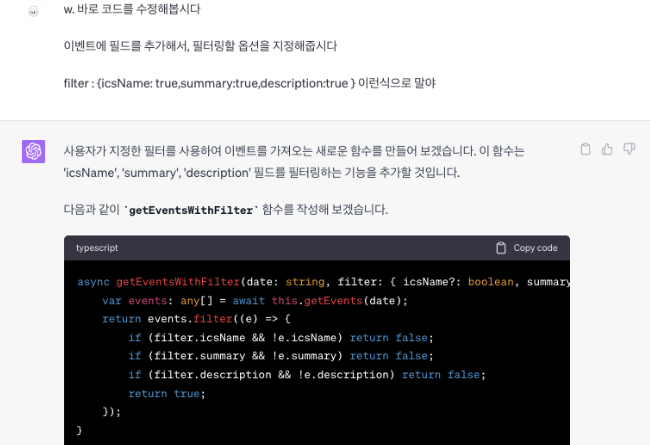 w. 바로 코드를 수정해봅시다
이벤트에 필드를 추가해서, 필터링할 옵션을 지정해줍시다
filter : {icsName: true,summary:true,description:true } 이런식으로 말야
사용자가 지정한 필터를 사용하여 이벤트를 가져오는 새로운 함수를 만들어 보겠습니다. 이 함수는
'icsName', 'summary', 'description' 필드를 필터링하는 기능을 추가할 것입니다.
다음과 같이 `getEventsWithFilter` 함수를 작성해 보겠습니다.
typescript
Copy code
async getEventsWithFilter(date: string, filter: { icsName?: boolean, summary
var events: any[] = await this.getEvents(date);
return events.filter((e) => {
if (filter.icsName && !e.icsName) return false;
if (filter.summary && !e.summary) return false;
if (filter.description && !e.description) return false;
return true;
});
}